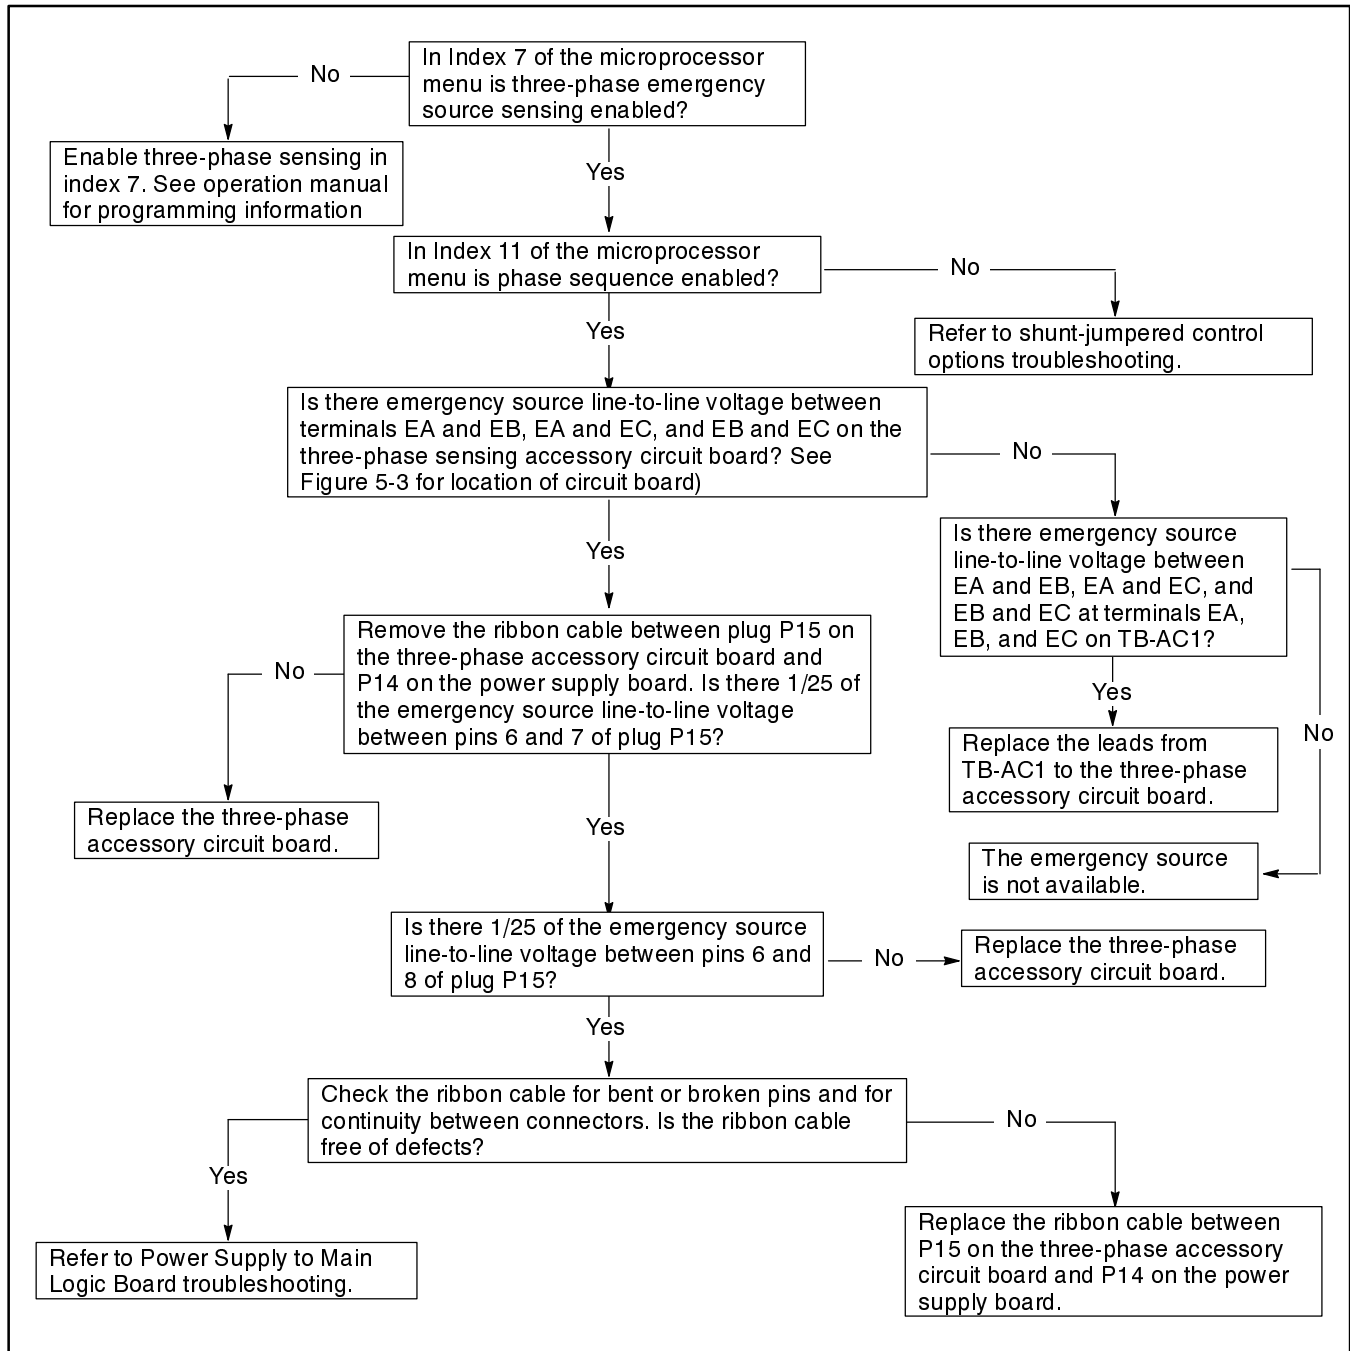 In Index 7 of the microprocessor
menu is three-phase emergency
source sensing enabled?
No
Enable three-phase sensing in
index 7. See operation manual
for programming information
Yes
In Index 11 of the microprocessor
menu is phase sequence enabled?
No
Refer to shunt-jumpered control
options troubleshooting.
Yes
Is there emergency source line-to-line voltage between
terminals EA and EB, EA and EC, and EB and EC on the
three-phase sensing accessory circuit board? See
Figure 5-3 for location of circuit board)
No
Is there emergency source
line-to-line voltage between
EA and EB, EA and EC, and
EB and EC at terminals EA,
EB, and EC on TB-AC1?
Yes
Replace the leads from
TB-AC1 to the three-phase
accessory circuit board.
No
The emergency source
is not available.
Yes
Remove the ribbon cable between plug P15 on
the three-phase accessory circuit board and
P14 on the power supply board. Is there 1/25 of
the emergency source line-to-line voltage
between pins 6 and 7 of plug P15?
No
Replace the three-phase
accessory circuit board.
Yes
Is there 1/25 of the emergency source
line-to-line voltage between pins 6 and
8 of plug P15?
No
Replace the three-phase
accessory circuit board.
Yes
Check the ribbon cable for bent or broken pins and for
continuity between connectors. Is the ribbon cable
free of defects?
Yes
Refer to Power Supply to Main
Logic Board troubleshooting.
No
Replace the ribbon cable between
P15 on the three-phase accessory
circuit board and P14 on the power
supply board.